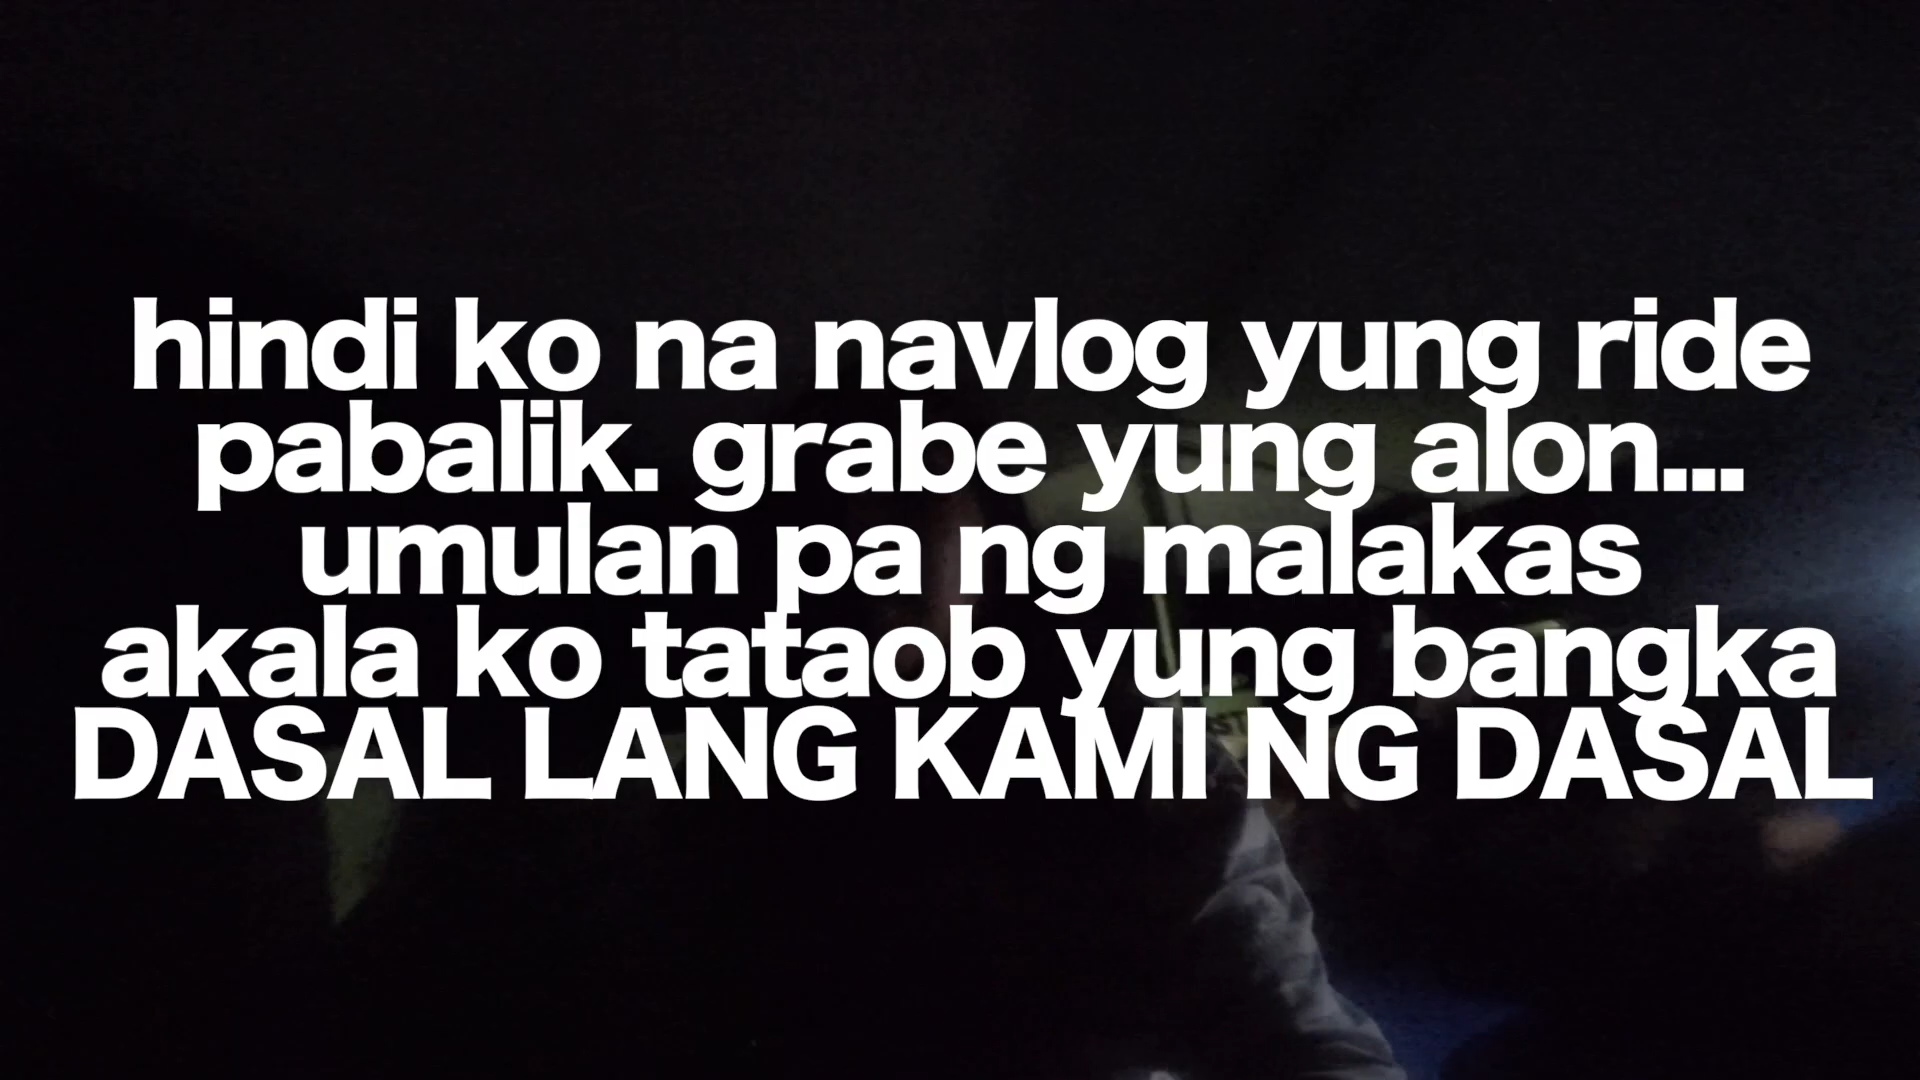 hindi ko na navlog yung ride
pabalik. grabe yung alon...
umulan pa ng malakas
akala ko tataob yung bangka
DASAL LANG KAMI NG DASAL